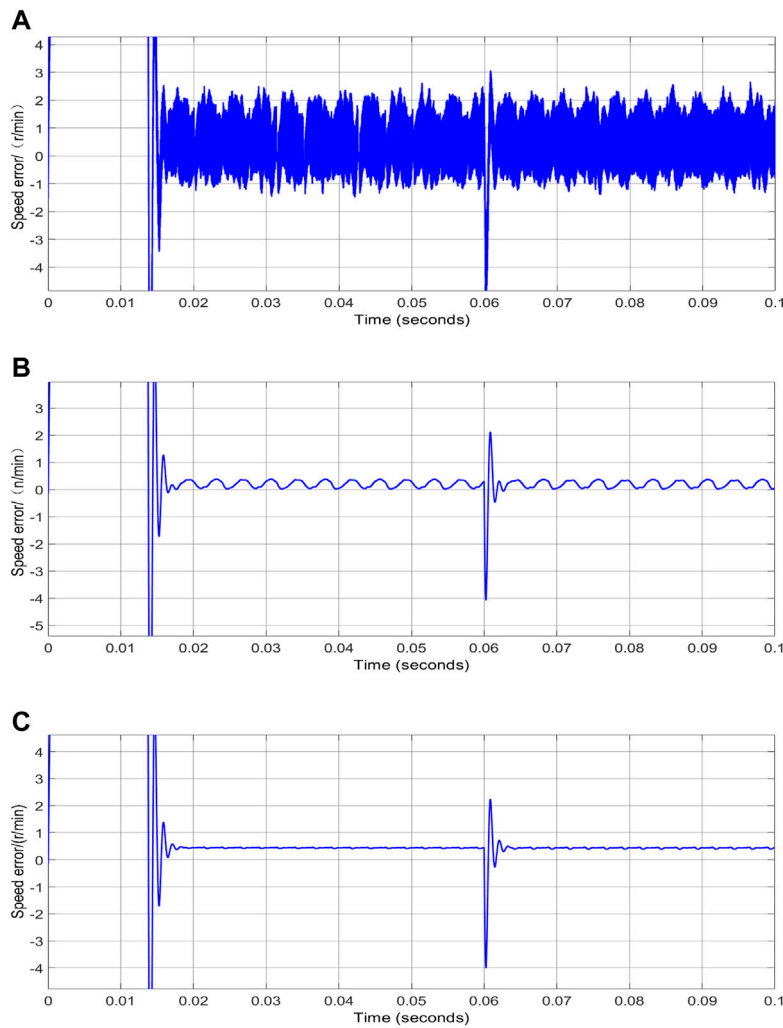 A
4
3
2
1
0
-1
-2
-3
-4
Speed error/（r/min）
0 0.01 0.02 0.03 0.04 0.05 0.06 0.07 0.08 0.09 0.1
Time (seconds)
B
3
2
1
0
-1
-2
-3
-4
-5
Speed error/（n/min）
0 0.01 0.02 0.03 0.04 0.05 0.06 0.07 0.08 0.09 0.1
Time (seconds)
C
4
3
2
1
0
-1
-2
-3
-4
Speed error/(r/min)
0 0.01 0.02 0.03 0.04 0.05 0.06 0.07 0.08 0.09 0.1
Time (seconds)